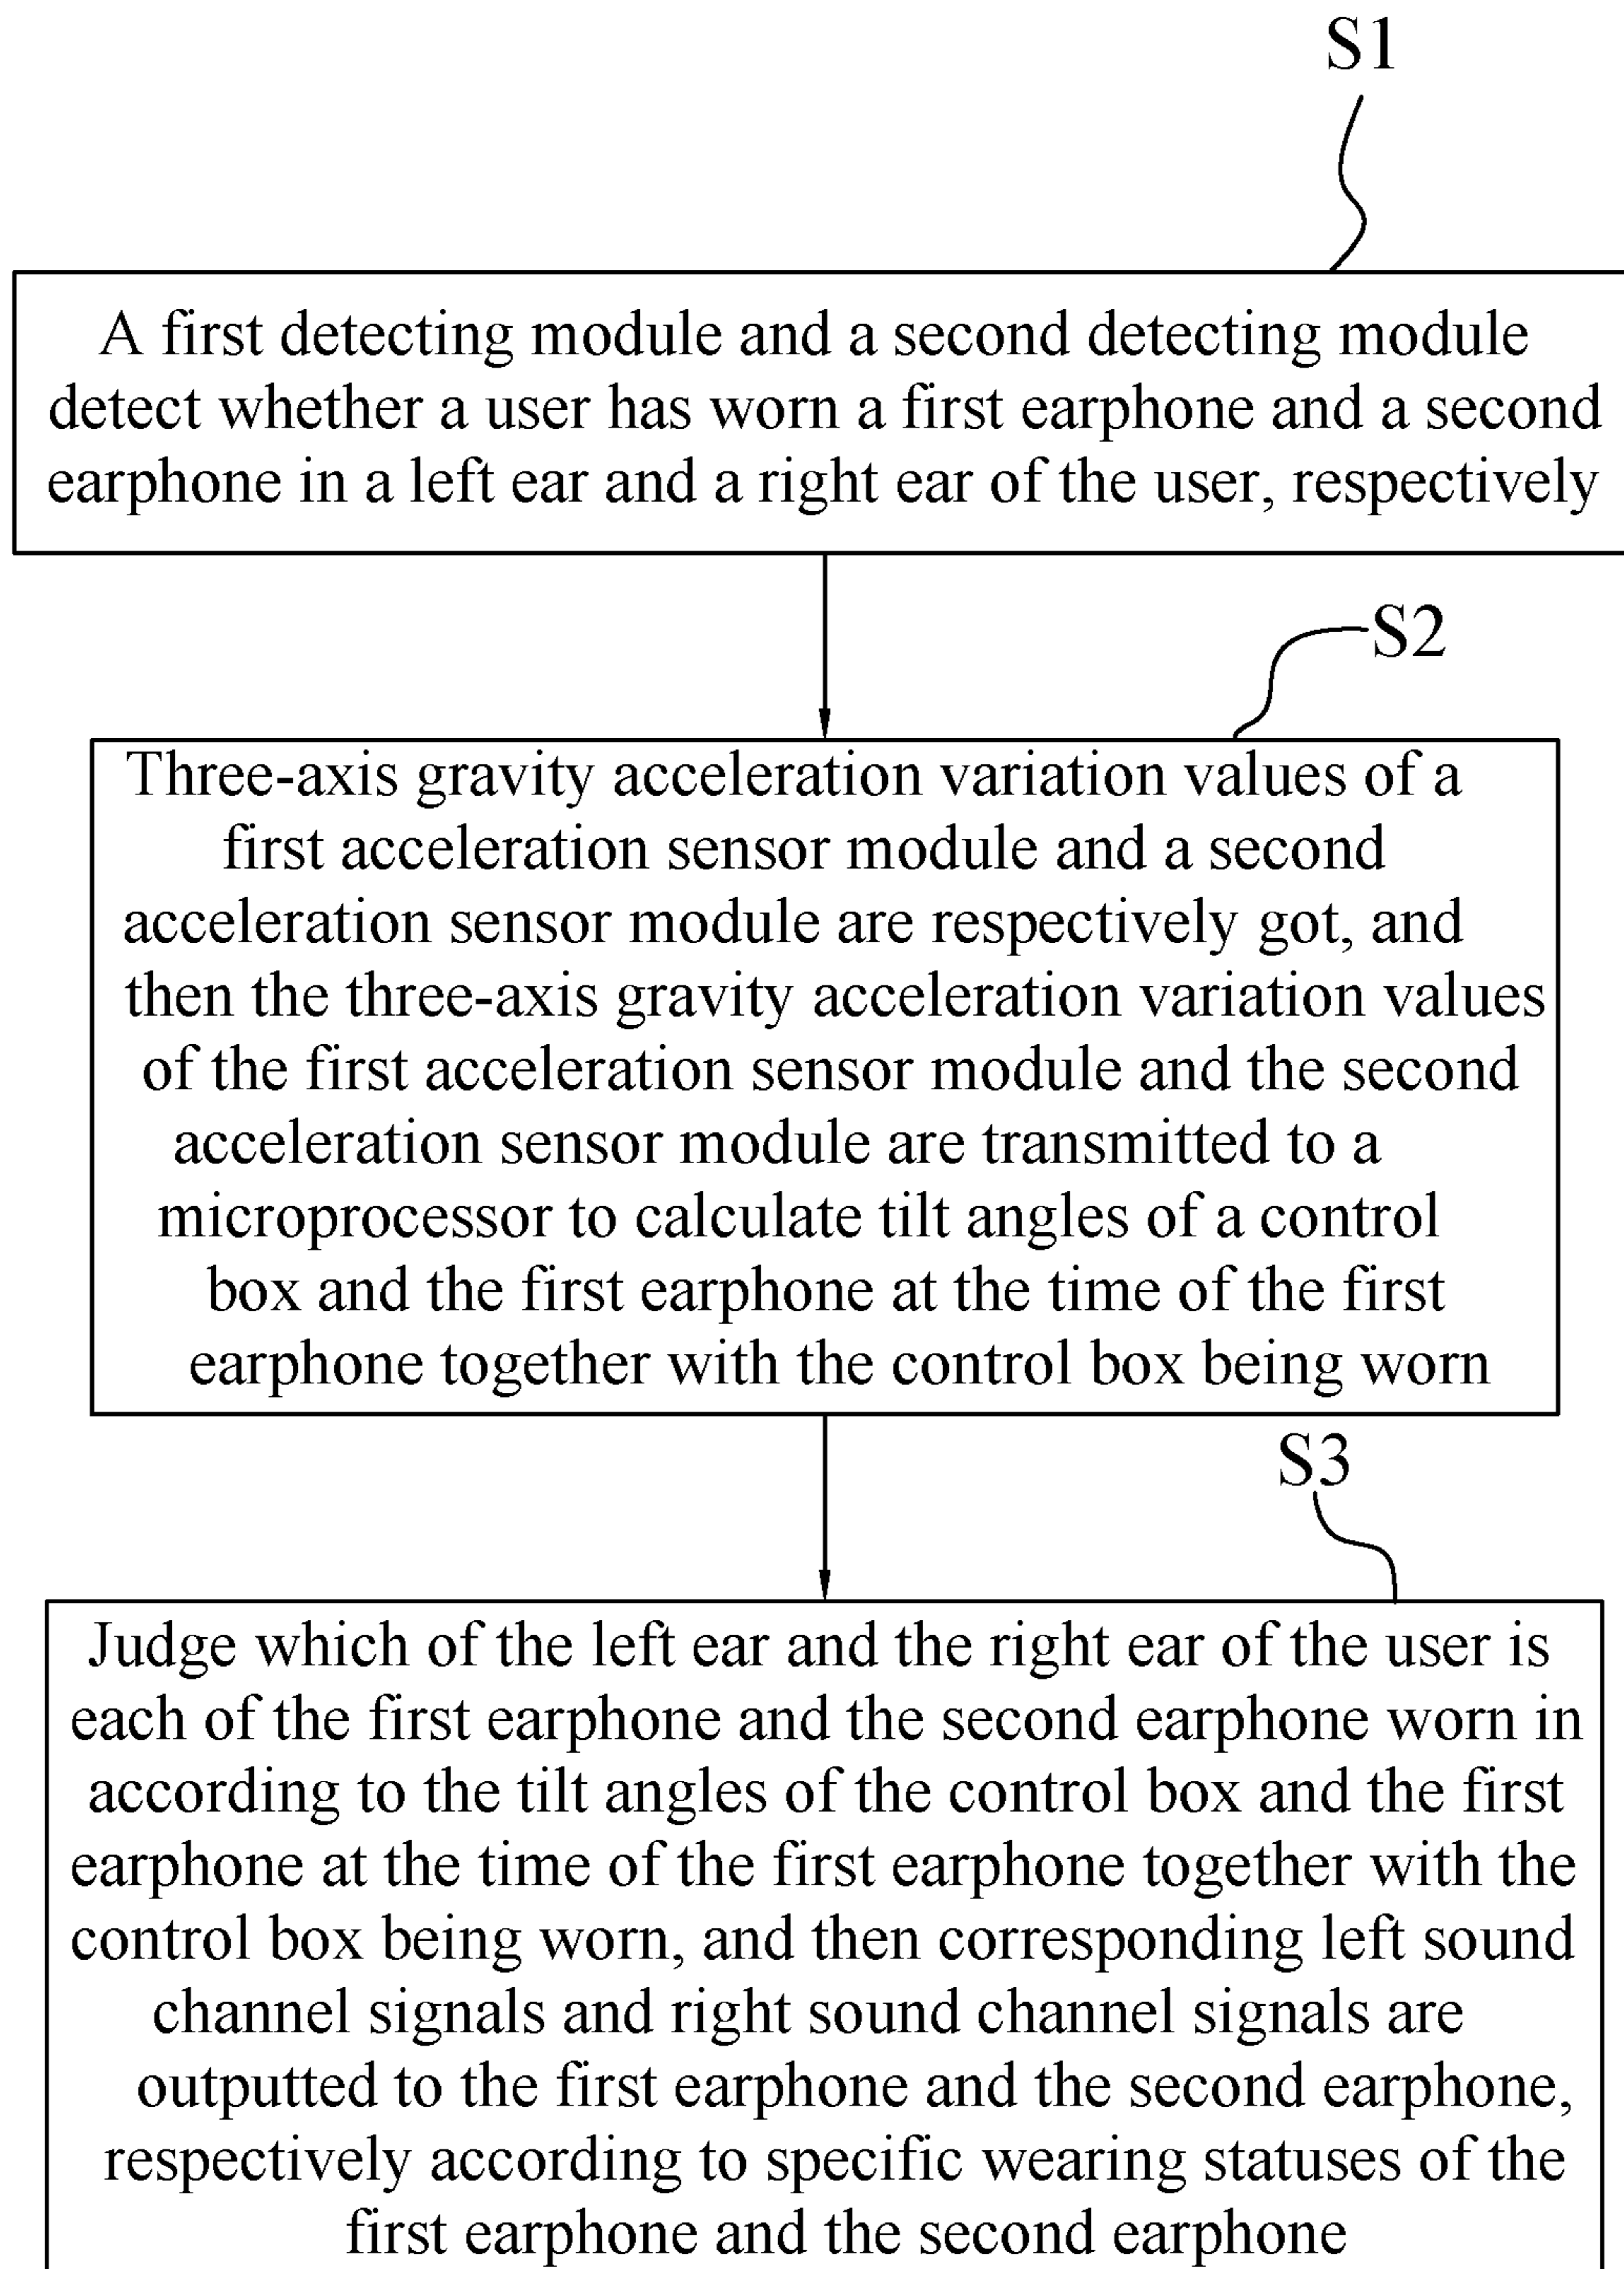 S1
A first detecting module and a second detecting module
detect whether a user has worn a first earphone and a second
earphone in a left ear and a right ear of the user, respectively
S2
Three-axis gravity acceleration variation values of a
first acceleration sensor module and a second
acceleration sensor module are respectively got, and
then the three-axis gravity acceleration variation values
of the first acceleration sensor module and the second
acceleration sensor module are transmitted to a
microprocessor to calculate tilt angles of a control
box and the first earphone at the time of the first
earphone together with the control box being worn
S3
Judge which of the left ear and the right ear of the user is
each of the first earphone and the second earphone worn in
according to the tilt angles of the control box and the first
earphone at the time of the first earphone together with the
control box being worn, and then corresponding left sound
channel signals and right sound channel signals are
outputted to the first earphone and the second earphone,
respectively according to specific wearing statuses of the
first earphone and the second earphone